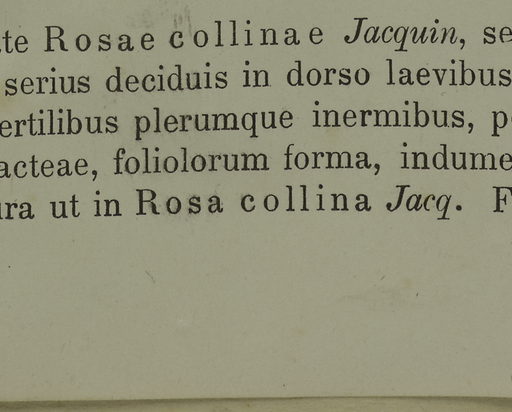 te Rosae collinae Jacquin, se
serius deciduis in dorso laevibus
ertilibus plerumque inermibus, p
acteae, foliolorum forma, indume
ura ut in Rosa collina Jacq. F